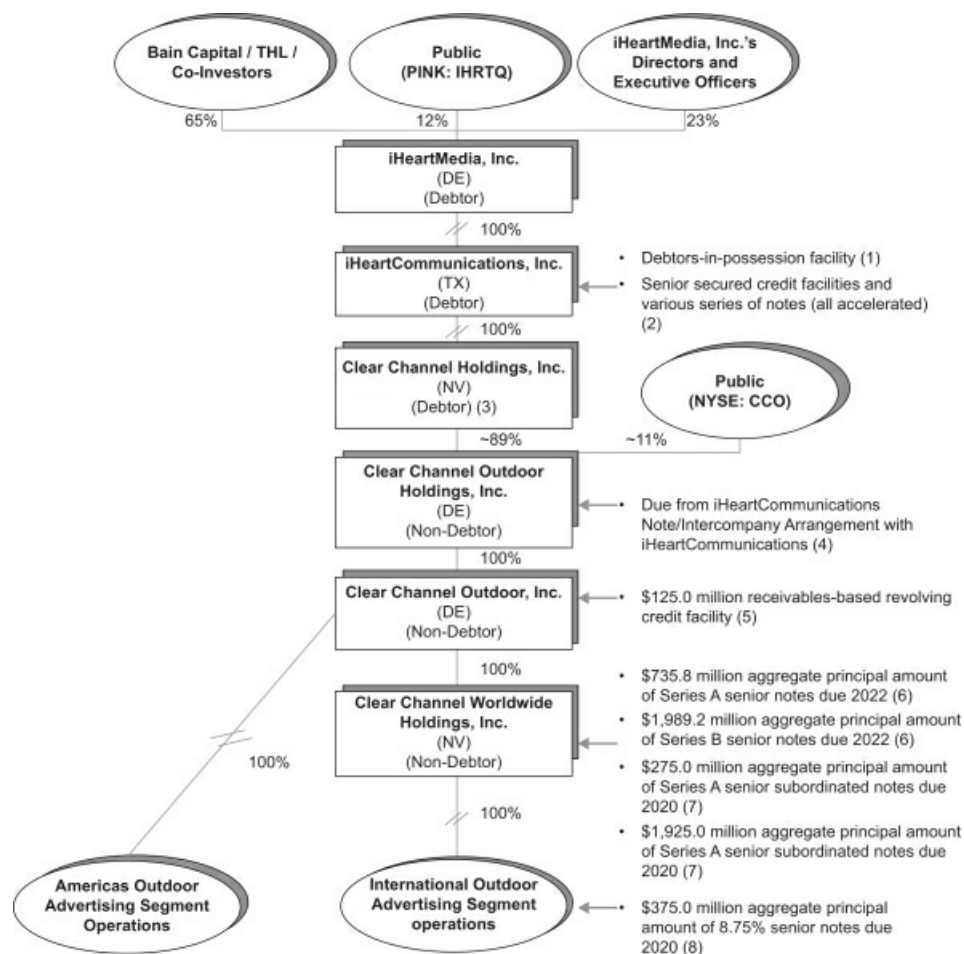 Bain Capital / THL /
Co-Investors
Public
(PINK: IHRTQ)
iHeartMedia, Inc.'s
Directors and
Executive Officers
65%
12%
23%
iHeartMedia, Inc.
(DE)
(Debtor)
100%
iHeartCommunications, Inc.
(TX)
(Debtor)
• Debtors-in-possession facility (1)
• Senior secured credit facilities and
various series of notes (all accelerated)
(2)
100%
Clear Channel Holdings, Inc.
(NV)
(Debtor) (3)
Public
(NYSE: CCO)
~89%
~11%
Clear Channel Outdoor
Holdings, Inc.
(DE)
(Non-Debtor)
• Due from iHeartCommunications
Note/Intercompany Arrangement with
iHeartCommunications (4)
100%
Clear Channel Outdoor, Inc.
(DE)
(Non-Debtor)
• $125.0 million receivables-based revolving
credit facility (5)
100%
Clear Channel Worldwide
Holdings, Inc.
(NV)
(Non-Debtor)
• $735.8 million aggregate principal amount
of Series A senior notes due 2022 (6)
• $1,989.2 million aggregate principal amount
of Series B senior notes due 2022 (6)
• $275.0 million aggregate principal amount
of Series A senior subordinated notes due
2020 (7)
• $1,925.0 million aggregate principal amount
of Series A senior subordinated notes due
2020 (7)
100%
100%
Americas Outdoor
Advertising Segment
Operations
International Outdoor
Advertising Segment
operations
• $375.0 million aggregate principal
amount of 8.75% senior notes due
2020 (8)